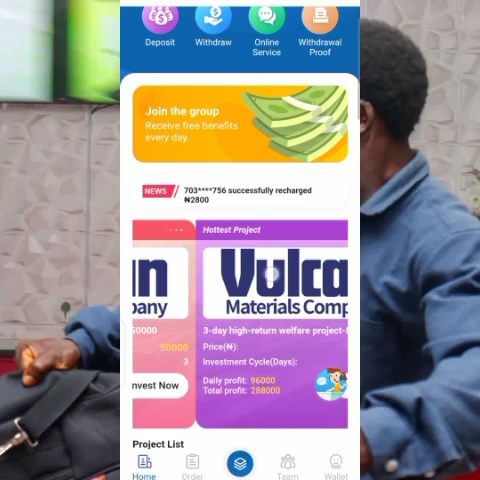 Deposit
Withdraw
Online Service
Withdrawal Proof
Join the group
Receive free benefits
every day.
NEWS
703****756 successfully recharged
₦2800
Hottest Project
Vulca
Materials Comp
pany
3-day high-return welfare project-
50000
Price(₦):
50000
Investment Cycle(Days):
3
Invest Now
Daily profit: 96000
Total profit: 288000
Project List
Home
Order
Team
Wallet